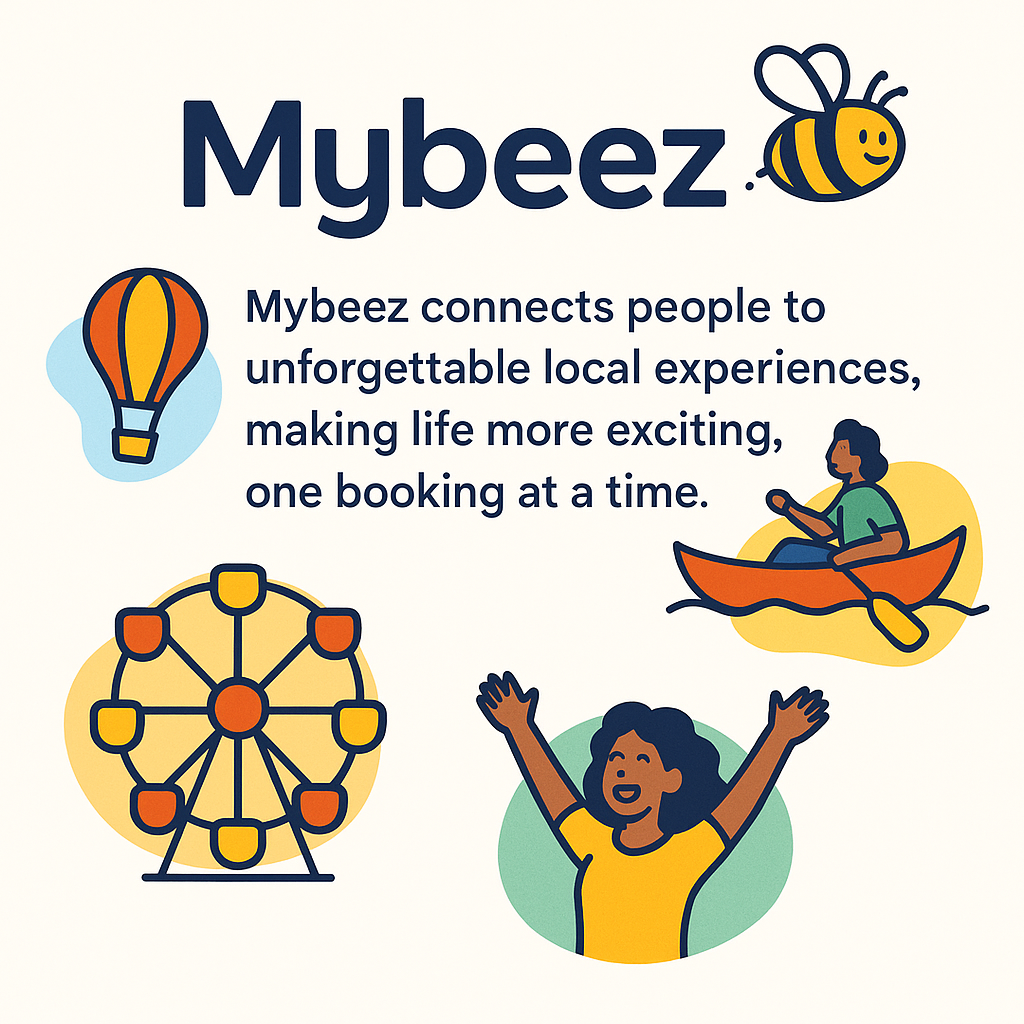 Mybeez
Mybeez connects people to
unforgettable local experiences,
making life more exciting,
one booking at a time.